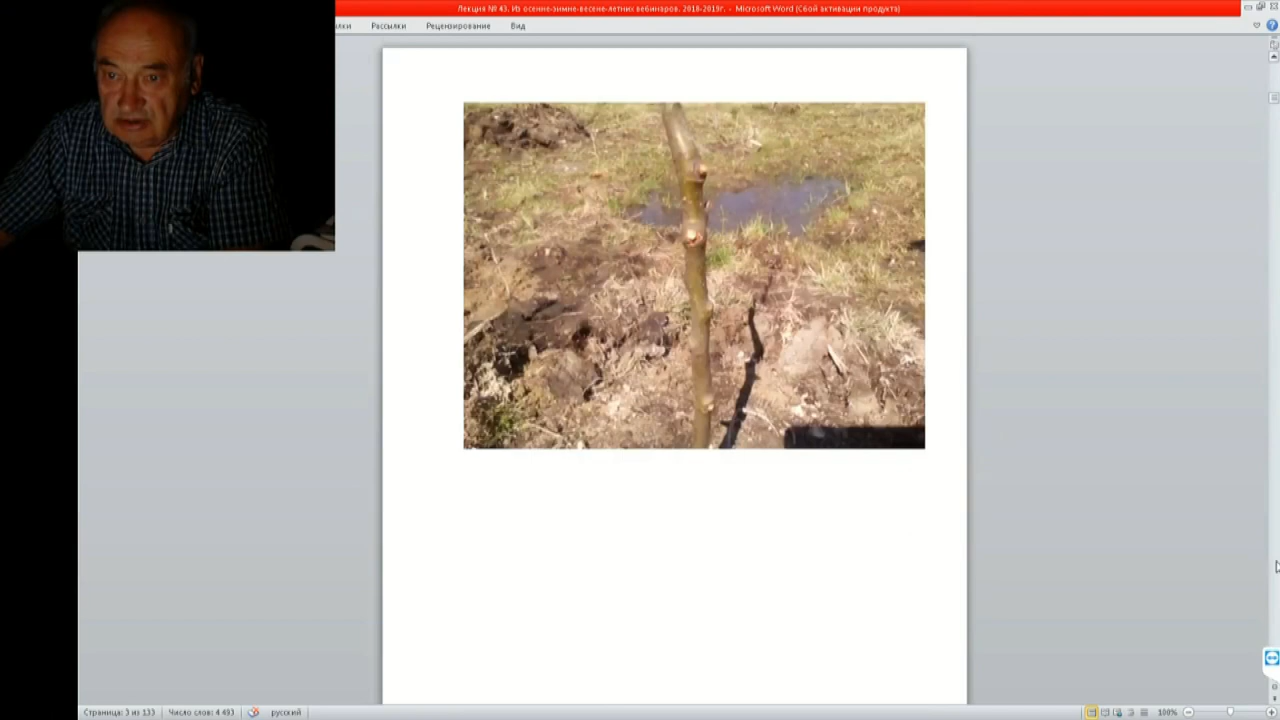 Лекция № 43. Из осенне-зимне-весене-летних вебинаров. 2018-2019г. - Microsoft Word (Сбой активации продукта)
Рассылки Рецензирование Вид
Страница: 3 из 133 Число слов: 4 493 русский 100%